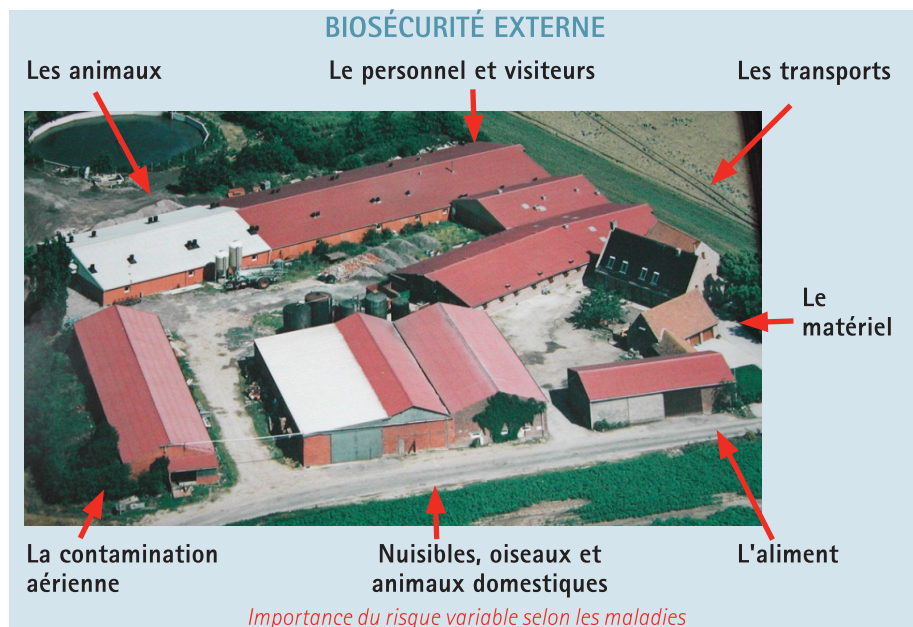 BIOSÉCURITÉ EXTERNE
Les animaux
Le personnel et visiteurs
Les transports
Le
matériel
La contamination
aérienne
Nuisibles, oiseaux et
animaux domestiques
L'aliment
Importance du risque variable selon les maladies